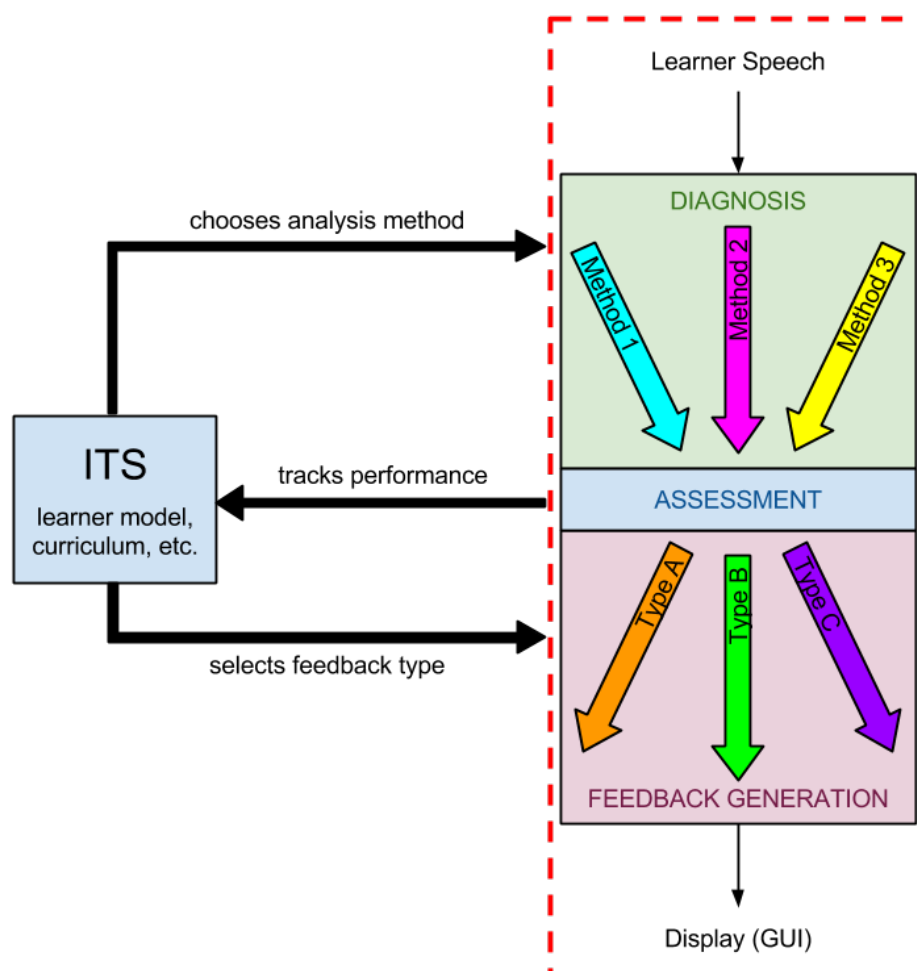 Learner Speech
DIAGNOSIS
chooses analysis method
Method 1
Method 2
Method 3
ITS
learner model,
curriculum, etc.
tracks performance
ASSESSMENT
Type A
Type B
Type C
selects feedback type
FEEDBACK GENERATION
Display (GUI)